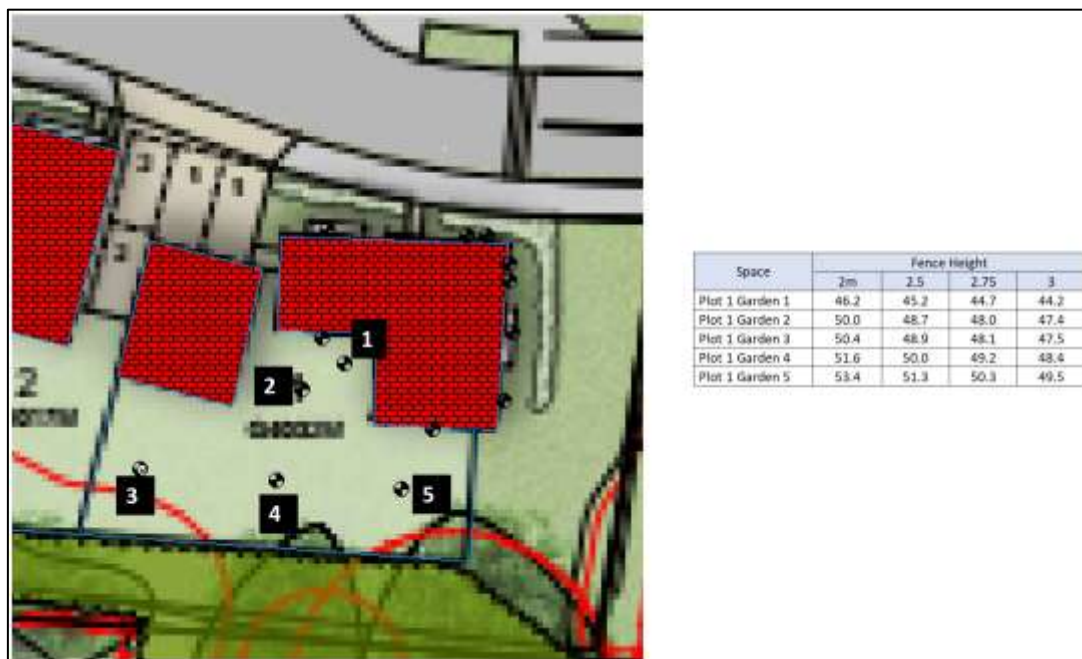 1
2
3
4
5
2
Space Fence Height
2m 2.5 2.75 3
Plot 1 Garden 1 46.2 45.2 44.7 44.2
Plot 1 Garden 2 50.0 48.7 48.0 47.4
Plot 1 Garden 3 50.4 48.9 48.1 47.5
Plot 1 Garden 4 51.6 50.0 49.2 48.4
Plot 1 Garden 5 53.4 51.3 50.3 49.5